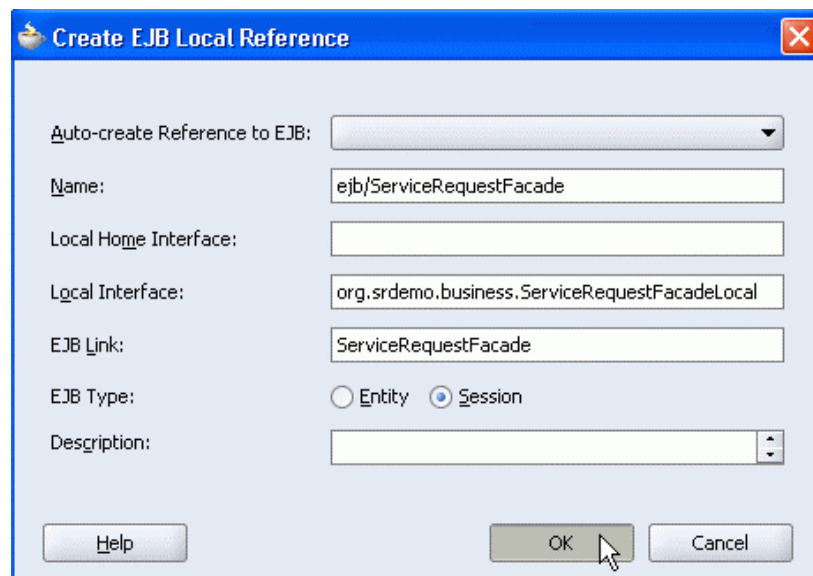 Create EJB Local Reference
Auto-create Reference to EJB:
Name: ejb/ServiceRequestFacade
Local Home Interface:
Local Interface: org.srdemo.business.ServiceRequestFacadeLocal
EJB Link: ServiceRequestFacade
EJB Type: Entity Session
Description:
Help OK Cancel